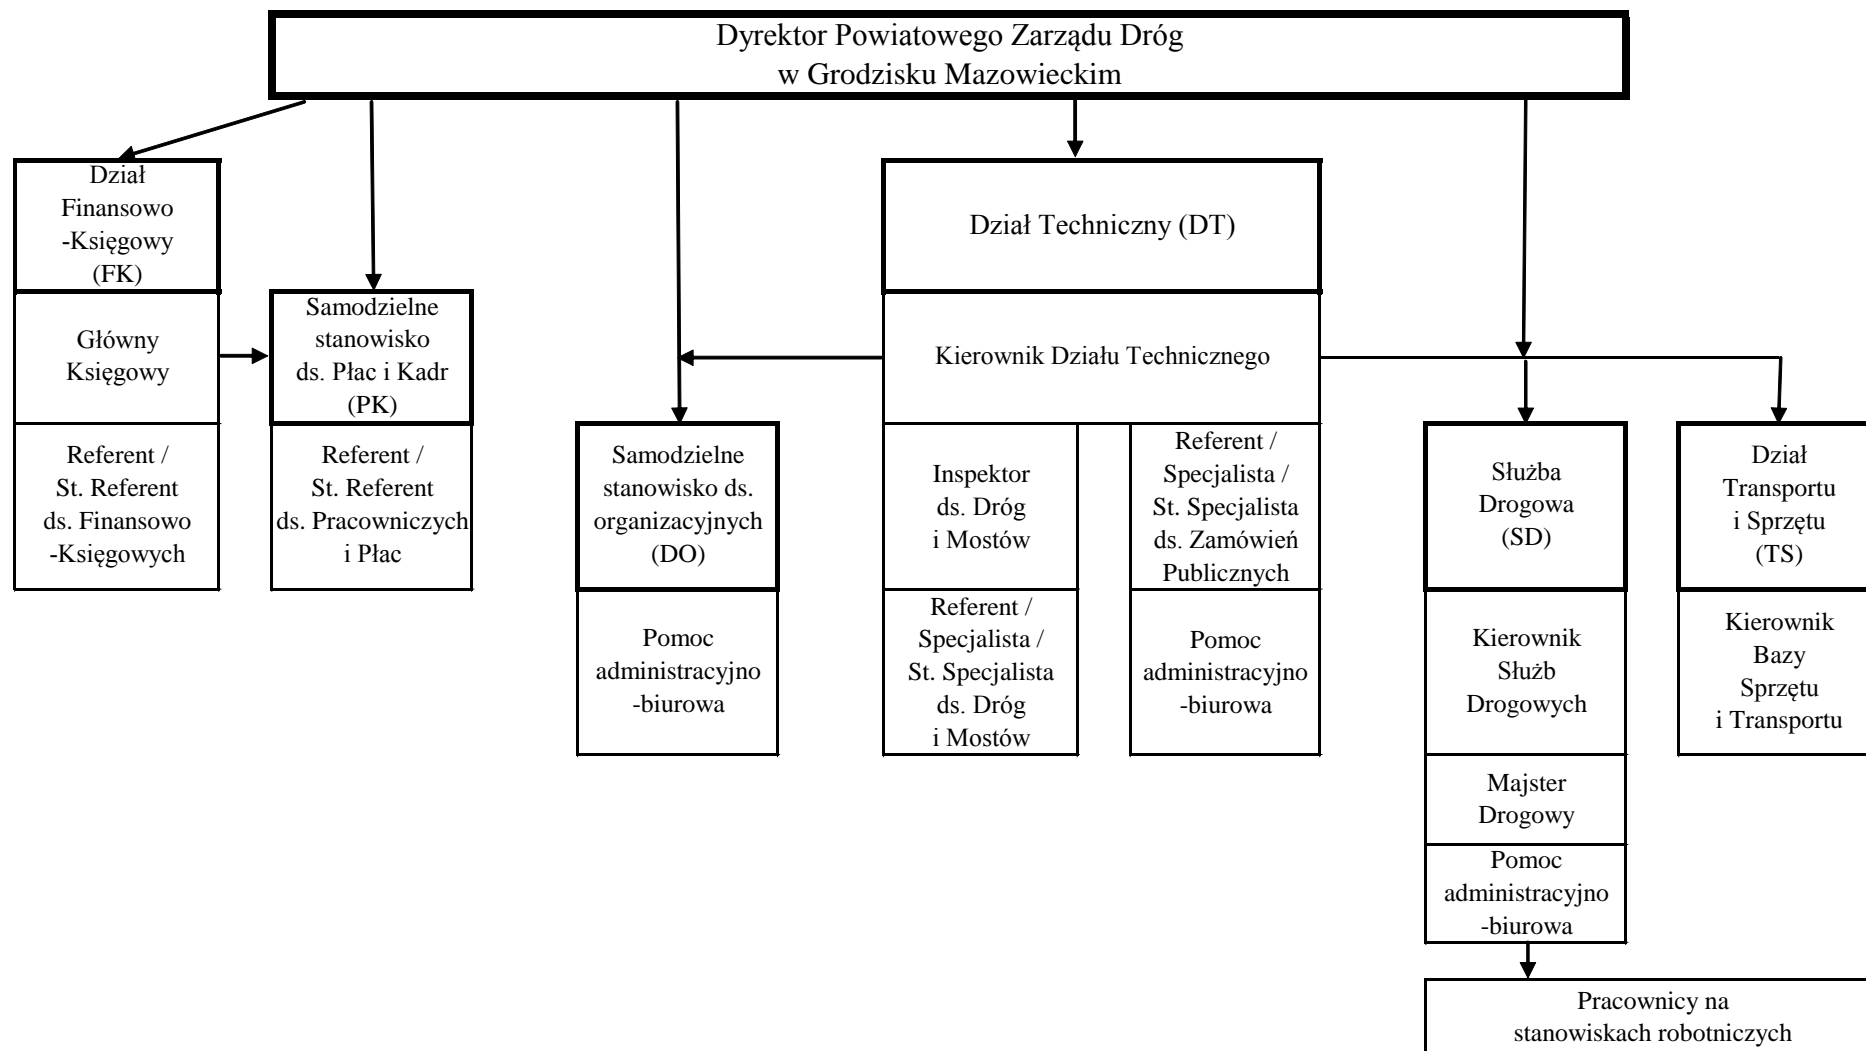 Dyrektor Powiatowego Zarządu Dróg
w Grodzisku Mazowieckim
Dział
Finansowo
-Księgowy
(FK)
Główny
Księgowy
Referent /
St. Referent
ds. Finansowo
-Księgowych
Samodzielne
stanowisko
ds. Płac i Kadr
(PK)
Referent /
St. Referent
ds. Pracowniczych
i Płac
Samodzielne
stanowisko ds.
organizacyjnych
(DO)
Pomoc
administracyjno
-biurowa
Dział Techniczny (DT)
Kierownik Działu Technicznego
Inspektor
ds. Dróg
i Mostów
Referent /
Specjalista /
St. Specjalista
ds. Dróg
i Mostów
Referent /
Specjalista /
St. Specjalista
ds. Zamówień
Publicznych
Pomoc
administracyjno
-biurowa
Służba
Drogowa
(SD)
Kierownik
Służb
Drogowych
Majster
Drogowy
Pomoc
administracyjno
-biurowa
Dział
Transportu
i Sprzętu
(TS)
Kierownik
Bazy
Sprzętu
i Transportu
Pracownicy na
stanowiskach robotniczych